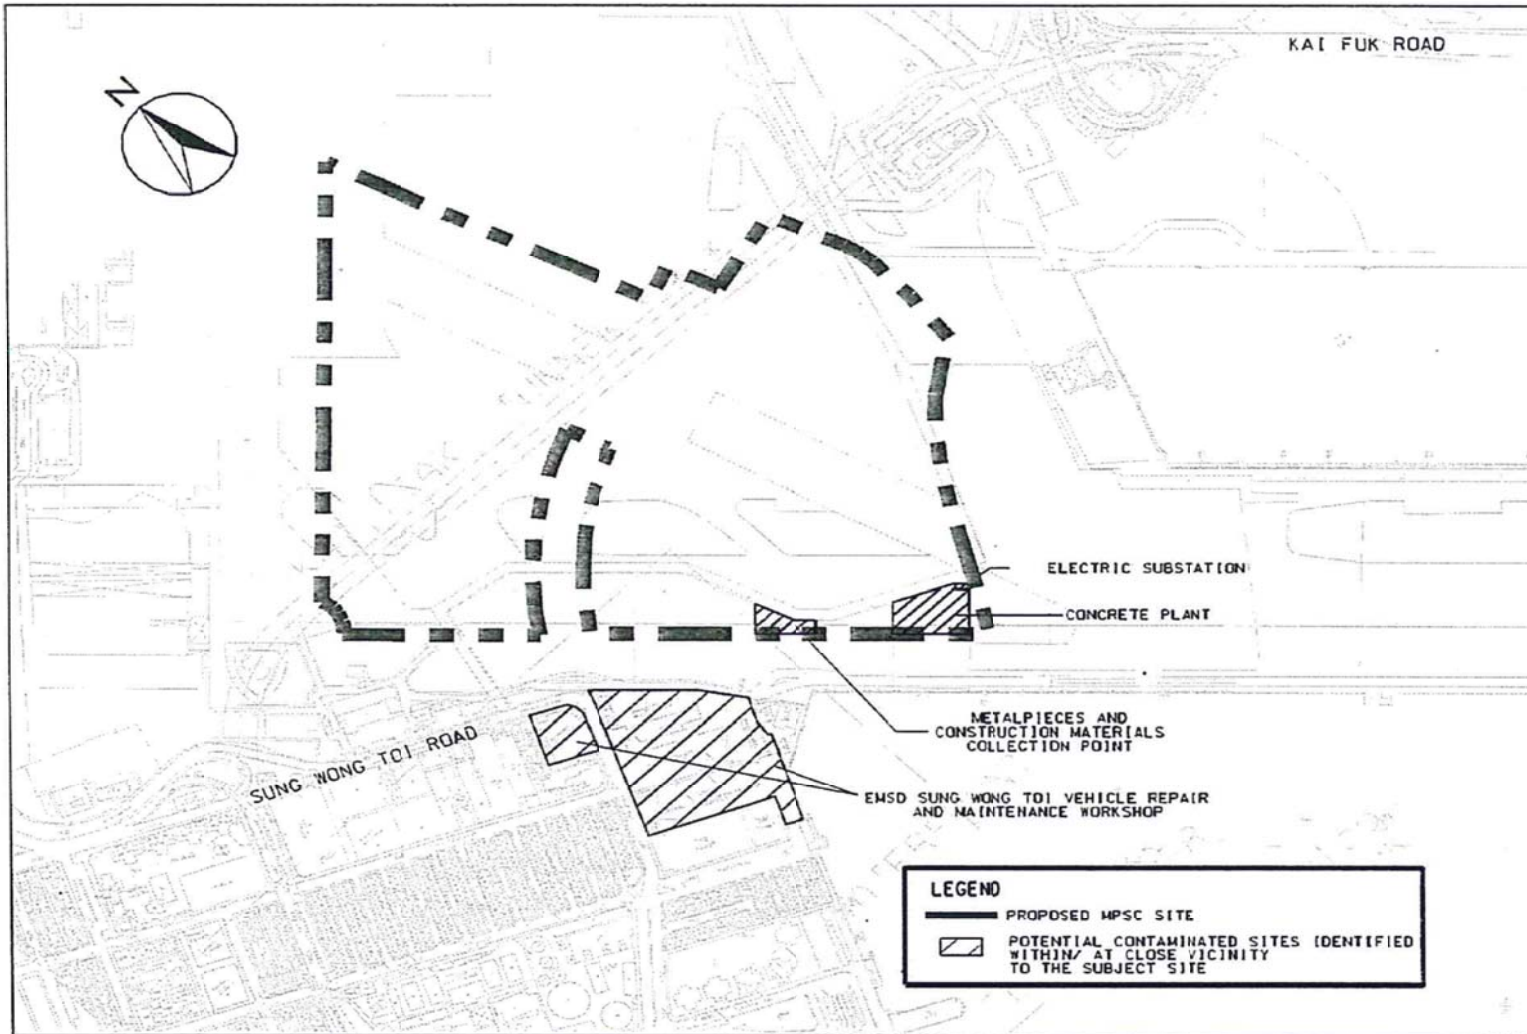 KAI FUK ROAD
N
ELECTRIC SUBSTATION
CONCRETE PLANT
METALPIECES AND
CONSTRUCTION MATERIALS
COLLECTION POINT
SUNG WONG TOI ROAD
EMSD SUNG WONG TOI VEHICLE REPAIR
AND MAINTENANCE WORKSHOP
LEGEND
PROPOSED MPSC SITE
POTENTIAL CONTAMINATED SITES IDENTIFIED
WITHIN/ AT CLOSE VICINITY
TO THE SUBJECT SITE